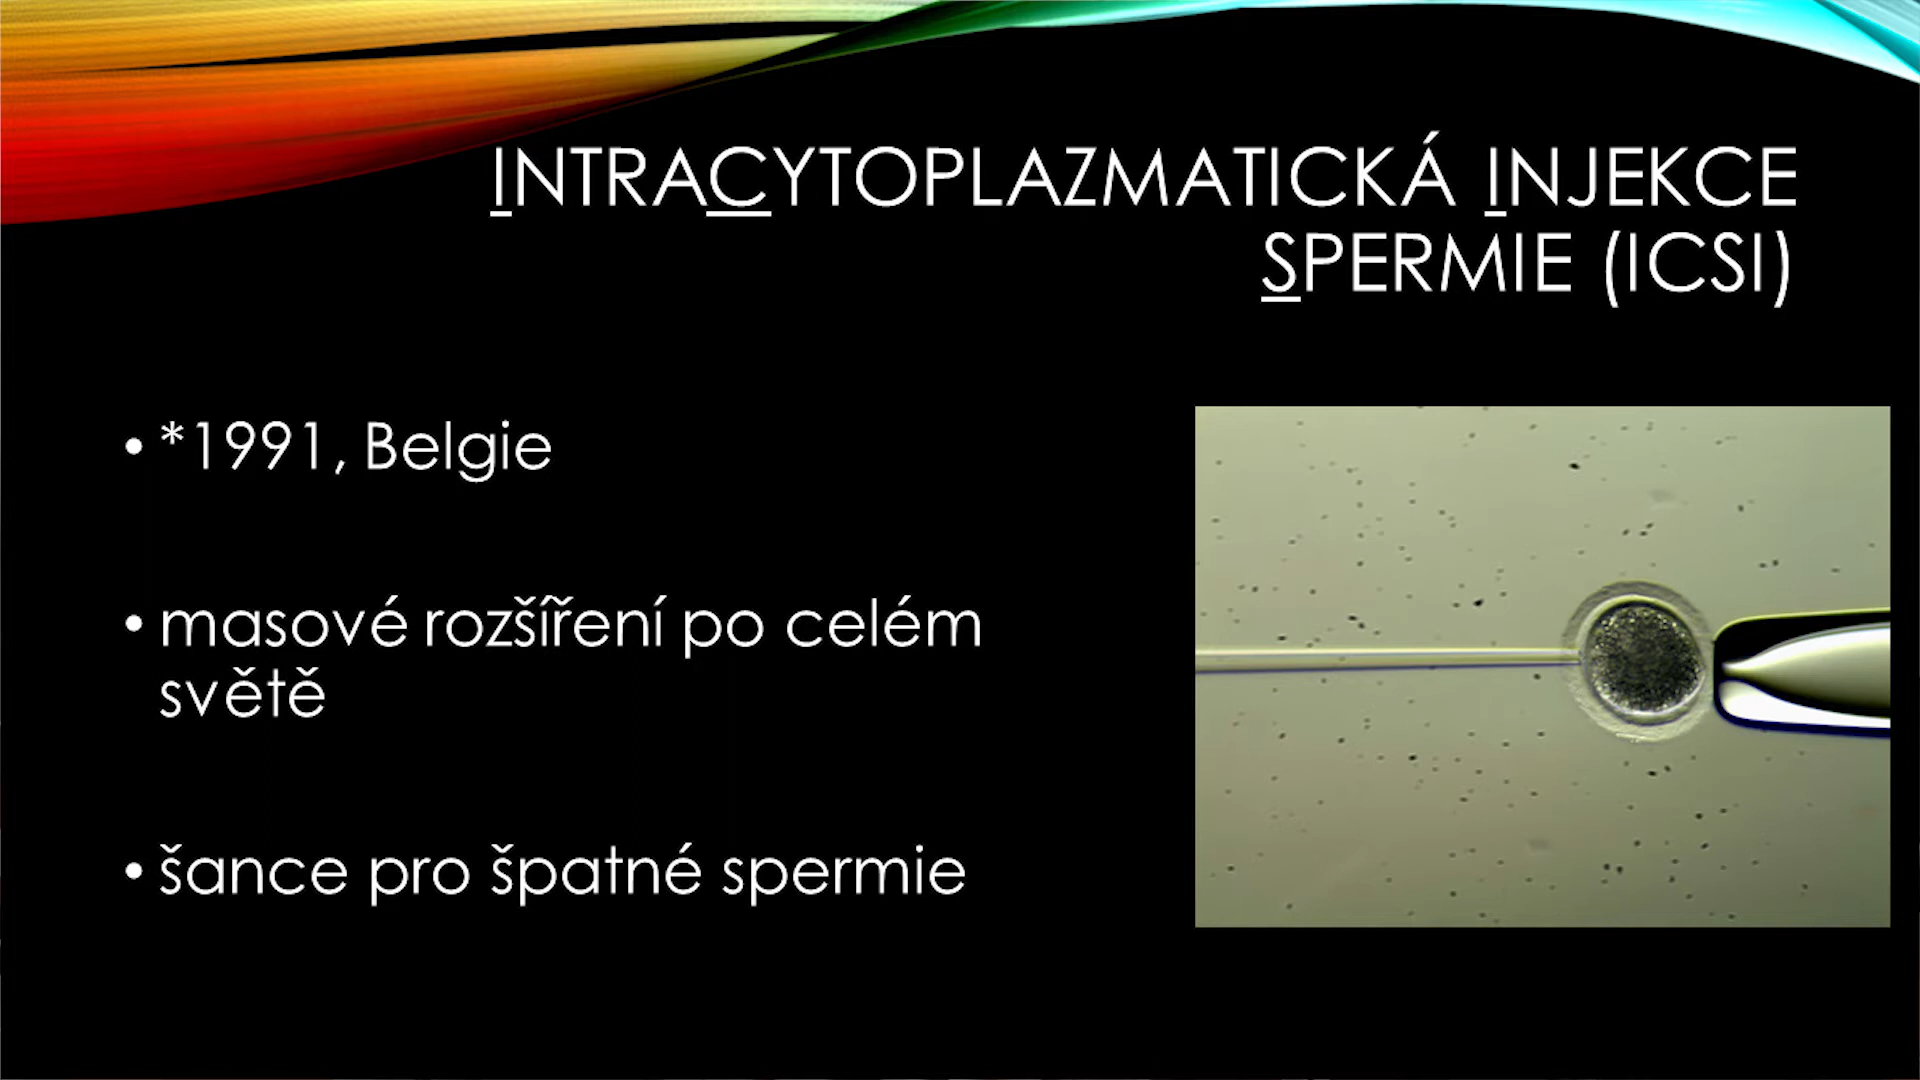 INTRACYTOPLAZMATICKÁ INJEKCE
SPERMIE (ICSI)
• *1991, Belgie
• masové rozšíření po celém
světě
• šance pro špatné spermie